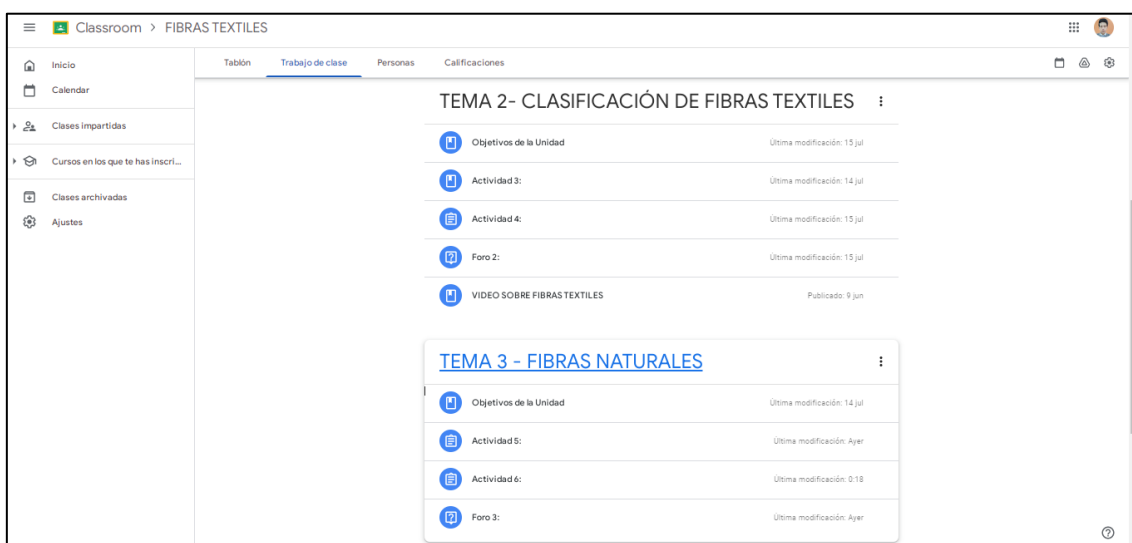 Classroom > FIBRAS TEXTILES
Inicio
Calendar
Clases impartidas
Cursos en los que te has inscri...
Clases archivadas
Ajustes
Tablón Trabajo de clase Personas Calificaciones
TEMA 2- CLASIFICACIÓN DE FIBRAS TEXTILES
Objetivos de la Unidad Última modificación: 15 jul
Actividad 3: Última modificación: 14 jul
Actividad 4: Última modificación: 15 jul
Foro 2: Última modificación: 15 jul
VIDEO SOBRE FIBRAS TEXTILES Publicado: 9 jun
TEMA 3 - FIBRAS NATURALES
Objetivos de la Unidad Última modificación: 14 jul
Actividad 5: Última modificación: Ayer
Actividad 6: Última modificación: 0:18
Foro 3: Última modificación: Ayer